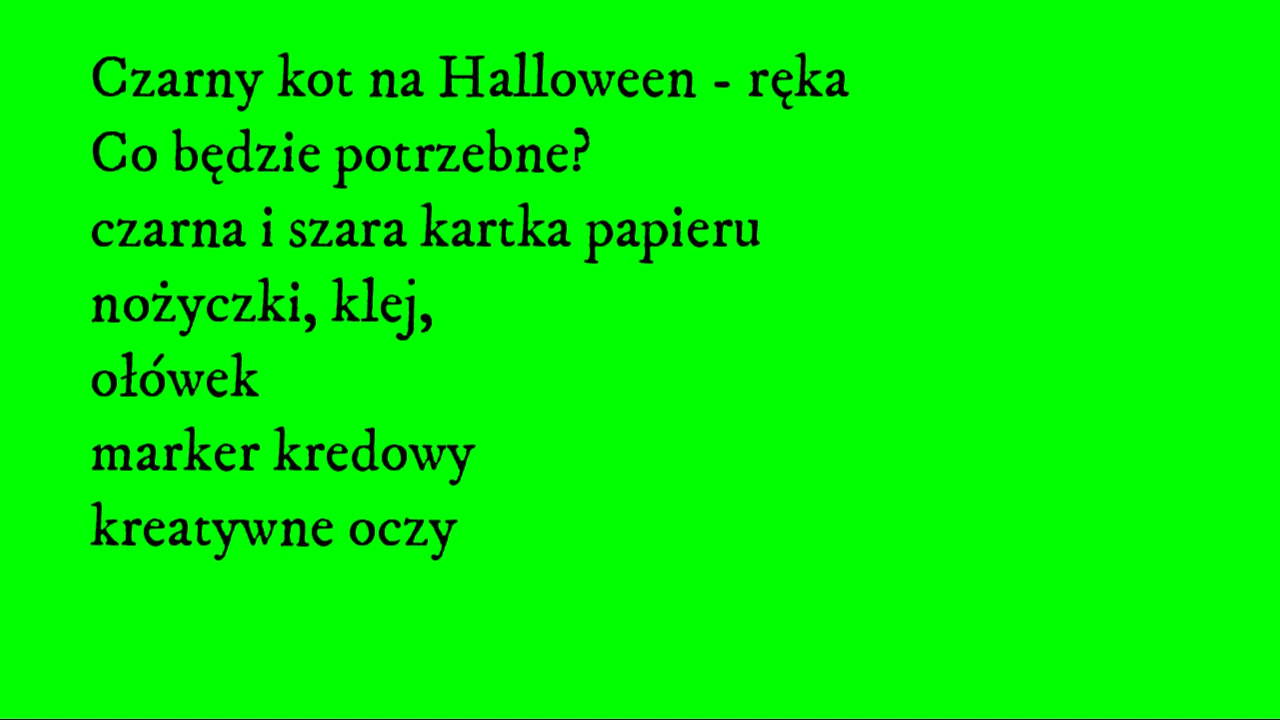 Czarny kot na Halloween - ręka
Co będzie potrzebne?
czarna i szara kartka papieru
nożyczki, klej,
ołówek
marker kredowy
kreatywne oczy